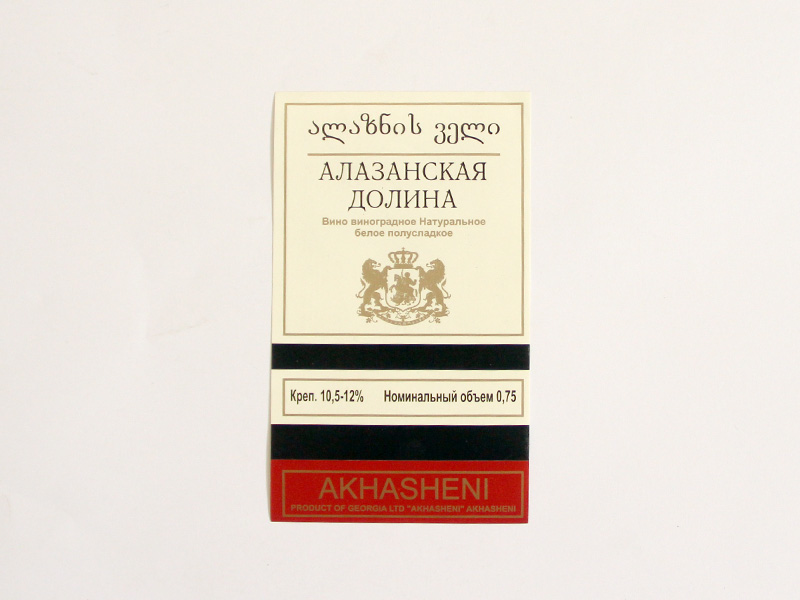 ალაზნის ველი
АЛАЗАНСКАЯ
ДОЛИНА
Вино виноградное Натуральное
белое полусладкое
Креп. 10,5-12% Номинальный объем 0,75
AKHASHENI
PRODUCT OF GEORGIA LTD "AKHASHENI" AKHASHENI